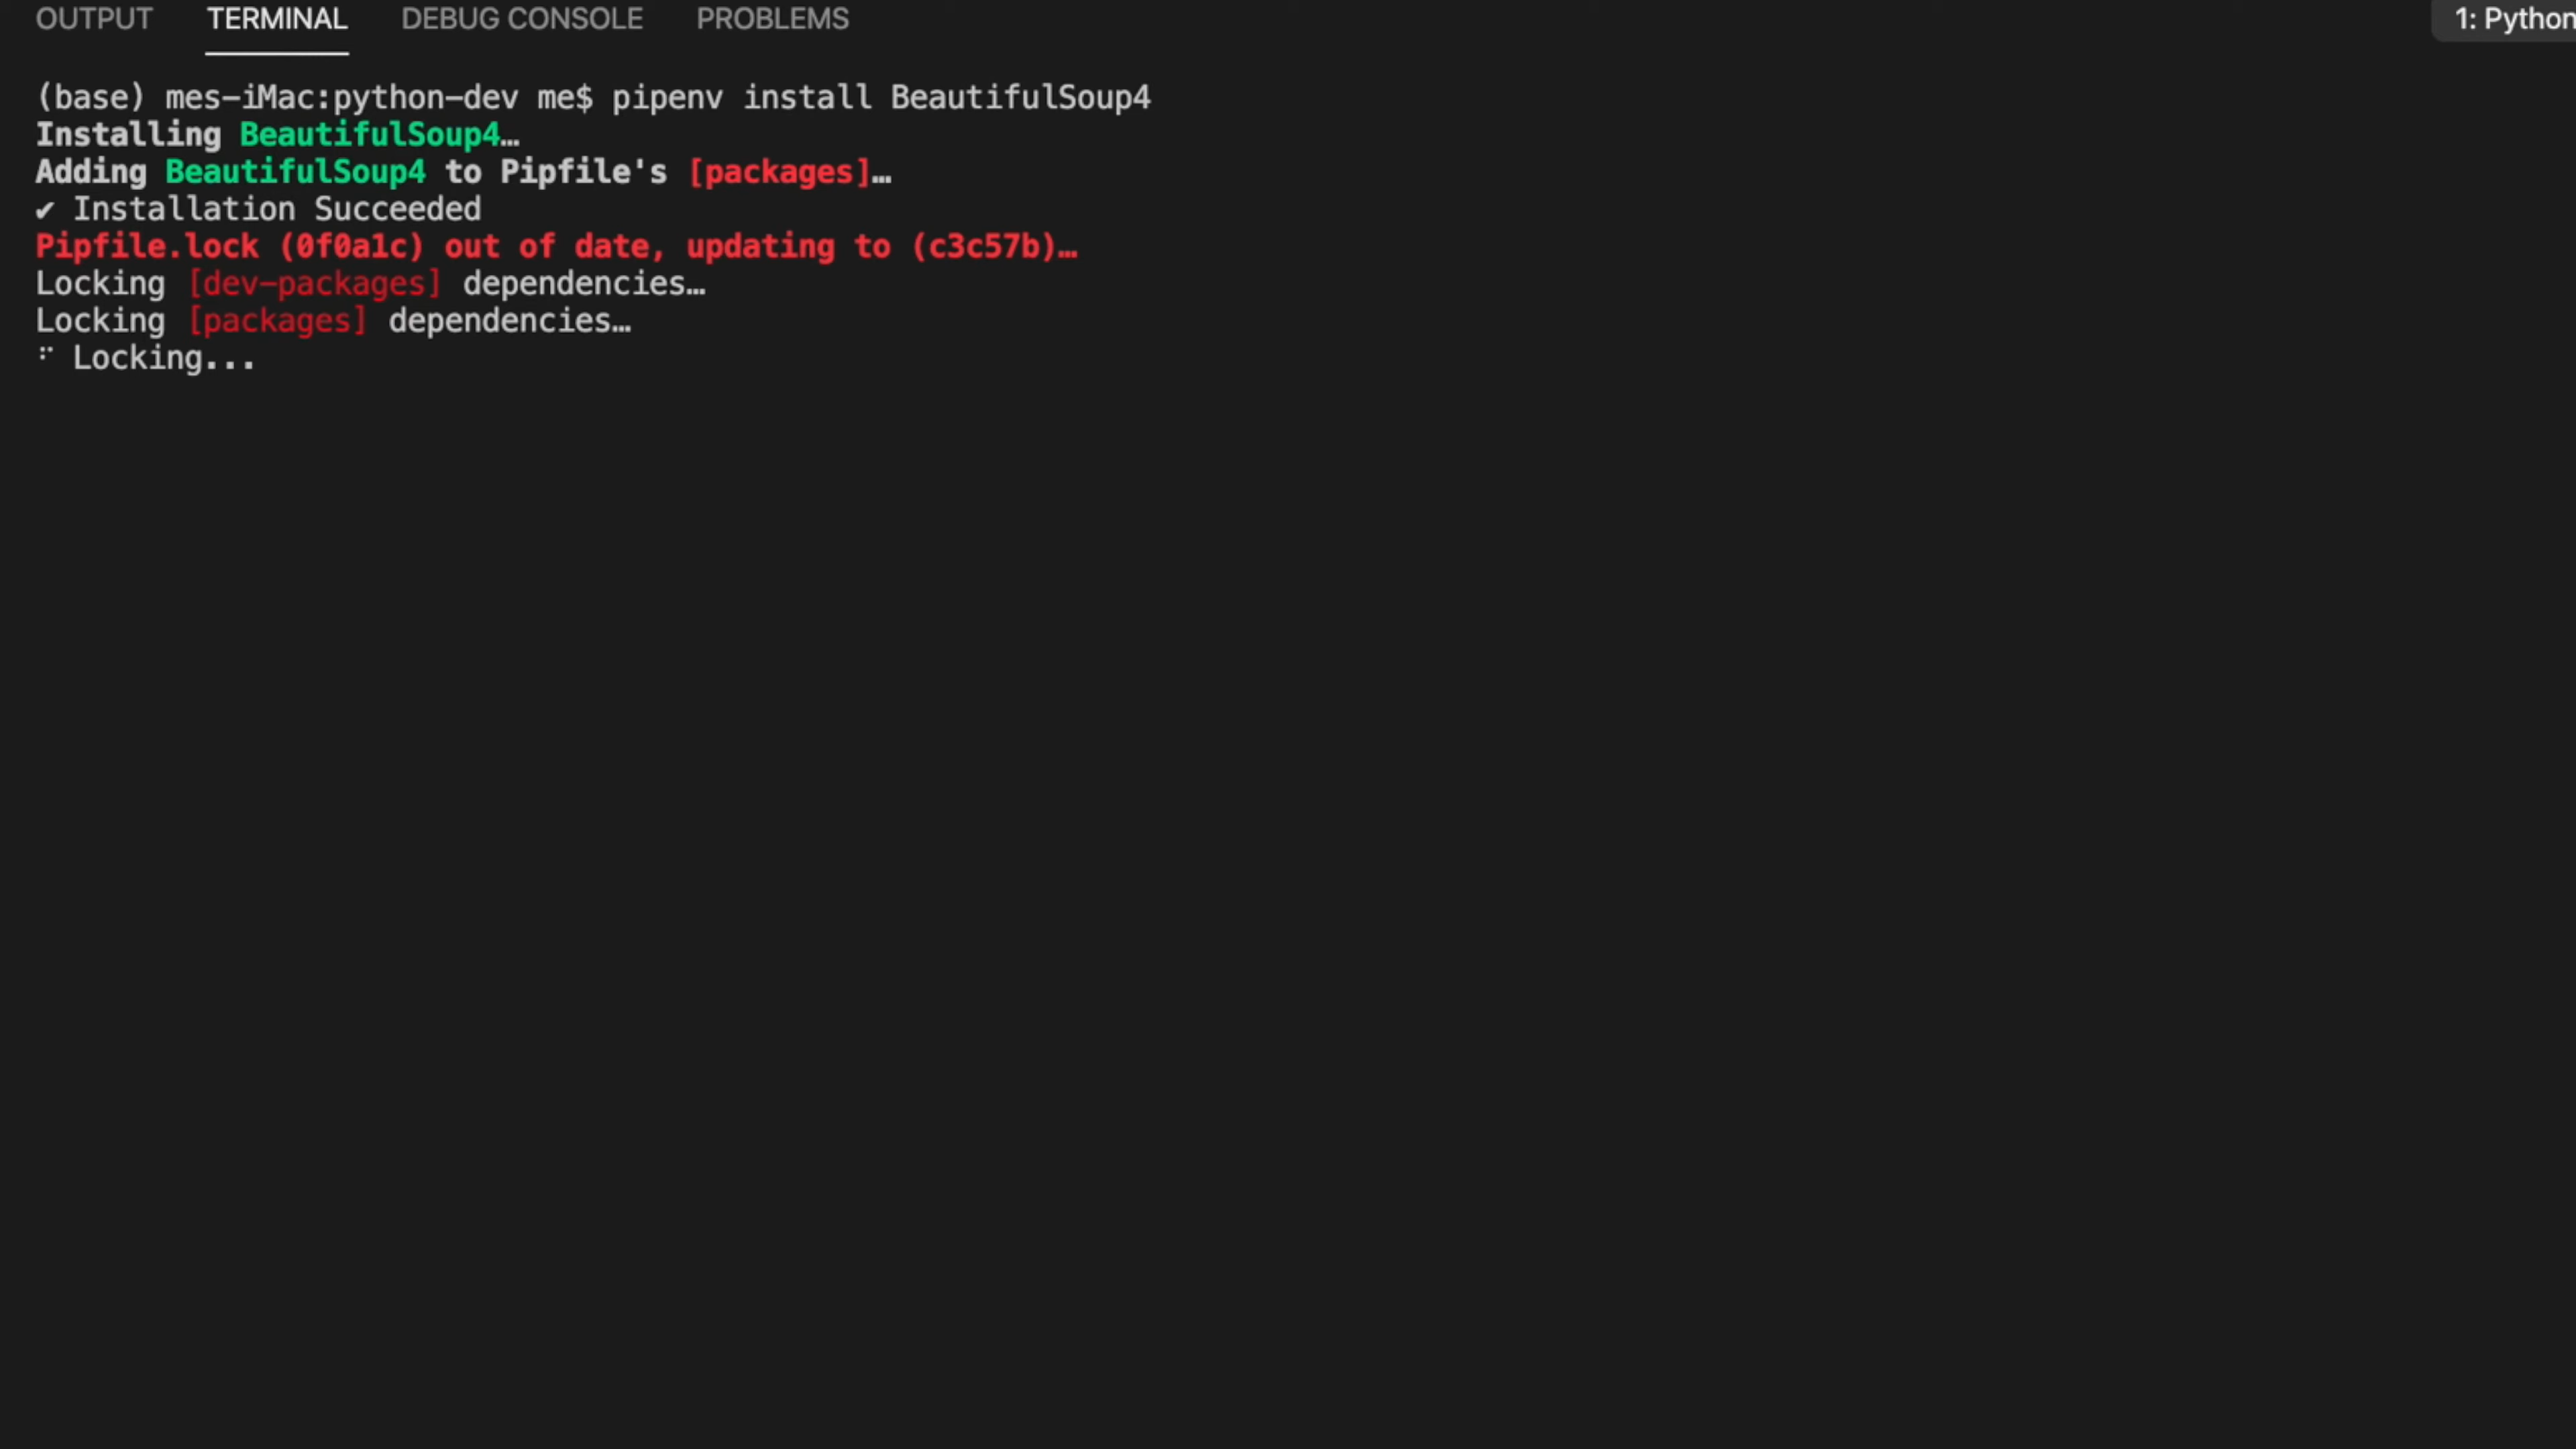 OUTPUT TERMINAL DEBUG CONSOLE PROBLEMS 1: Python
(base) mes-iMac:python-dev me$ pipenv install BeautifulSoup4
Installing BeautifulSoup4…
Adding BeautifulSoup4 to Pipfile's [packages]…
✔ Installation Succeeded
Pipfile.lock (0f0a1c) out of date, updating to (c3c57b)…
Locking [dev-packages] dependencies…
Locking [packages] dependencies…
⠋ Locking...